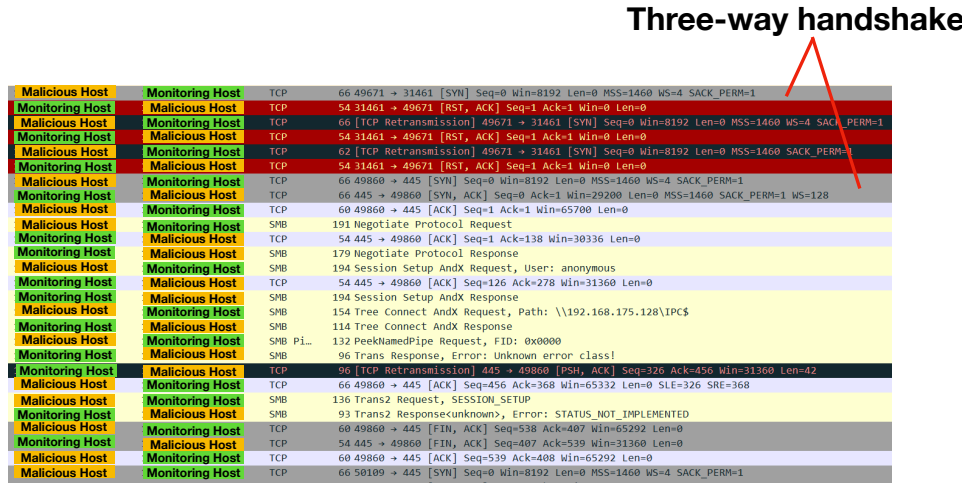 Three-way handshake
Malicious Host Monitoring Host TCP 66 49671 → 31461 [SYN] Seq=0 Win=8192 Len=0 MSS=1460 WS=4 SACK_PERM=1
Monitoring Host Malicious Host TCP 54 31461 → 49671 [RST, ACK] Seq=1 Ack=1 Win=0 Len=0
Malicious Host Monitoring Host TCP 66 [TCP Retransmission] 49671 → 31461 [SYN] Seq=0 Win=8192 Len=0 MSS=1460 WS=4 SACK_PERM=1
Monitoring Host Malicious Host TCP 54 31461 → 49671 [RST, ACK] Seq=1 Ack=1 Win=0 Len=0
Malicious Host Monitoring Host TCP 62 [TCP Retransmission] 49671 → 31461 [SYN] Seq=0 Win=8192 Len=0 MSS=1460 SACK_PERM=1
Monitoring Host Malicious Host TCP 54 31461 → 49671 [RST, ACK] Seq=1 Ack=1 Win=0 Len=0
Malicious Host Monitoring Host TCP 66 49860 → 445 [SYN] Seq=0 Win=8192 Len=0 MSS=1460 WS=4 SACK_PERM=1
Monitoring Host Malicious Host TCP 66 445 → 49860 [SYN, ACK] Seq=0 Ack=1 Win=29200 Len=0 MSS=1460 SACK_PERM=1 WS=128
Malicious Host Monitoring Host TCP 60 49860 → 445 [ACK] Seq=1 Ack=1 Win=65700 Len=0
Malicious Host Monitoring Host SMB 191 Negotiate Protocol Request
Monitoring Host Malicious Host TCP 54 445 → 49860 [ACK] Seq=1 Ack=138 Win=30336 Len=0
Monitoring Host Malicious Host SMB 179 Negotiate Protocol Response
Malicious Host Monitoring Host SMB 194 Session Setup AndX Request, User: anonymous
Monitoring Host Malicious Host TCP 54 445 → 49860 [ACK] Seq=126 Ack=278 Win=31360 Len=0
Monitoring Host Malicious Host SMB 194 Session Setup AndX Response
Malicious Host Monitoring Host SMB 154 Tree Connect AndX Request, Path: \\192.168.175.128\IPC$
Monitoring Host Malicious Host SMB 114 Tree Connect AndX Response
Malicious Host Monitoring Host SMB Pi… 132 PeekNamedPipe Request, FID: 0x0000
Monitoring Host Malicious Host SMB 96 Trans Response, Error: Unknown error class!
Monitoring Host Malicious Host TCP 96 [TCP Retransmission] 445 → 49860 [PSH, ACK] Seq=326 Ack=456 Win=31360 Len=42
Malicious Host Monitoring Host TCP 66 49860 → 445 [ACK] Seq=456 Ack=368 Win=65332 Len=0 SLE=326 SRE=368
Malicious Host Monitoring Host SMB 136 Trans2 Request, SESSION_SETUP
Monitoring Host Malicious Host SMB 93 Trans2 Response<unknown>, Error: STATUS_NOT_IMPLEMENTED
Malicious Host Monitoring Host TCP 60 49860 → 445 [FIN, ACK] Seq=538 Ack=407 Win=65292 Len=0
Monitoring Host Malicious Host TCP 54 445 → 49860 [FIN, ACK] Seq=407 Ack=539 Win=31360 Len=0
Malicious Host Monitoring Host TCP 60 49860 → 445 [ACK] Seq=539 Ack=408 Win=65292 Len=0
Malicious Host Monitoring Host TCP 66 50109 → 445 [SYN] Seq=0 Win=8192 Len=0 MSS=1460 WS=4 SACK_PERM=1